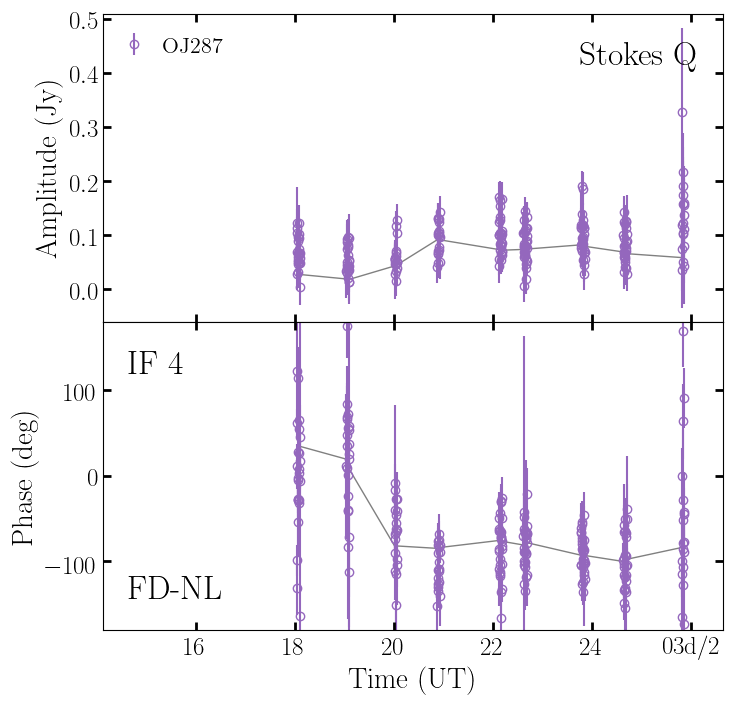 OJ287
Stokes Q
0.5
0.4
0.3
0.2
0.1
0.0
Amplitude (Jy)
IF 4
100
0
−100
Phase (deg)
FD-NL
16 18 20 22 24 03d/2
Time (UT)